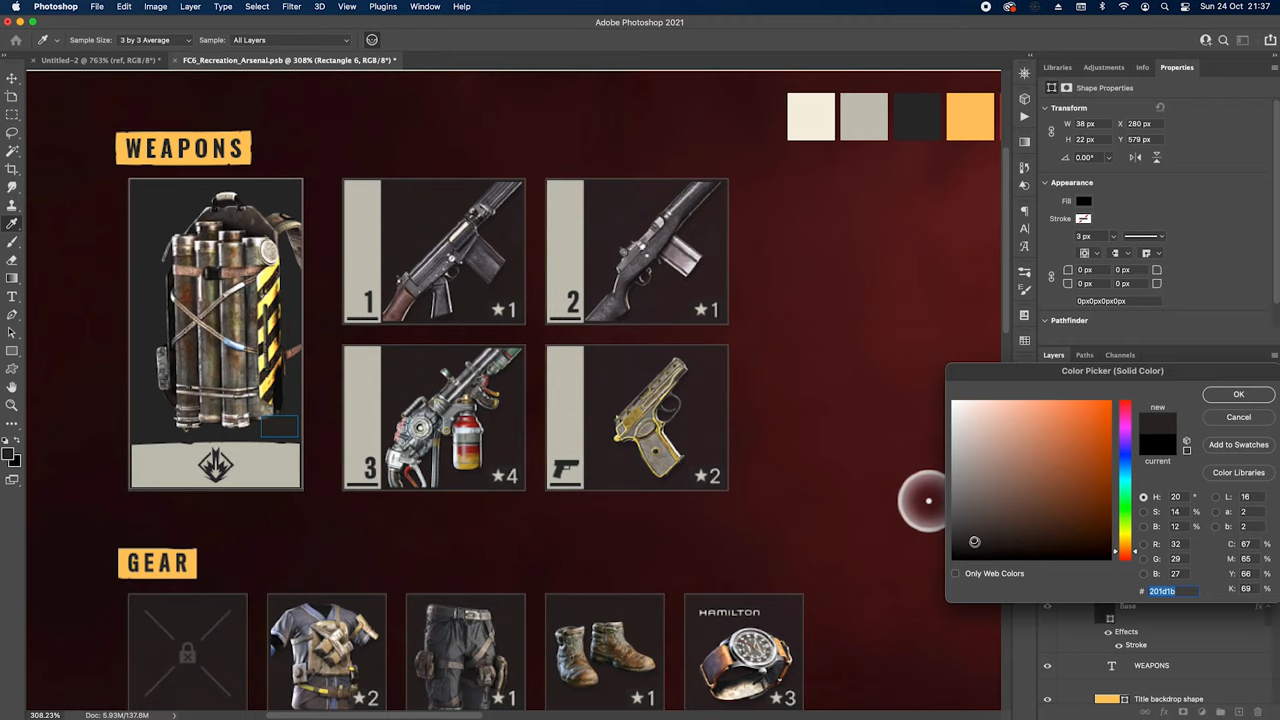 Photoshop File Edit Image Layer Type Select Filter 3D View Plugins Window Help Sun 24 Oct 21:37
Adobe Photoshop 2021
Sample Size: 3 by 3 Average Sample: All Layers
Untitled-2 @ 763% (ref, RGB/8*) * FC6_Recreation_Arsenal.psb @ 308% (Rectangle 6, RGB/8*) *
Libraries Adjustments Info Properties
Shape Properties
Transform
W 38 px X 280 px
H 22 px Y 579 px
0.00°
Appearance
Fill
Stroke
3 px
0 px 0 px
0 px 0 px
0px0px0px0px
Pathfinder
Layers Paths Channels
WEAPONS
1 ★1
2 ★1
3 ★4
★2
GEAR
★2
★1
★1
HAMILTON
★3
Color Picker (Solid Color)
new
current
OK
Cancel
Add to Swatches
Color Libraries
H: 20 ° L: 16
S: 14 % a: 2
B: 12 % b: 2
R: 32 C: 67 %
G: 29 M: 65 %
B: 27 Y: 66 %
# 201d1b K: 69 %
Only Web Colors
Base fx
Effects
Stroke
T WEAPONS
Title backdrop shape
308.23% Doc: 5.93M/137.8M